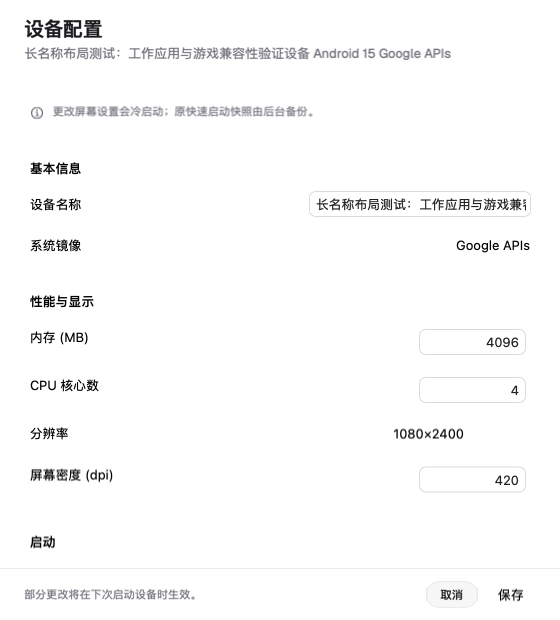 设备配置
长名称布局测试：工作应用与游戏兼容性验证设备 Android 15 Google APIs
更改屏幕设置会冷启动；原快速启动快照由后台备份。
基本信息
设备名称 长名称布局测试：工作应用与游戏兼容
系统镜像 Google APIs
性能与显示
内存 (MB) 4096
CPU 核心数 4
分辨率 1080×2400
屏幕密度 (dpi) 420
启动
部分更改将在下次启动设备时生效。 取消 保存